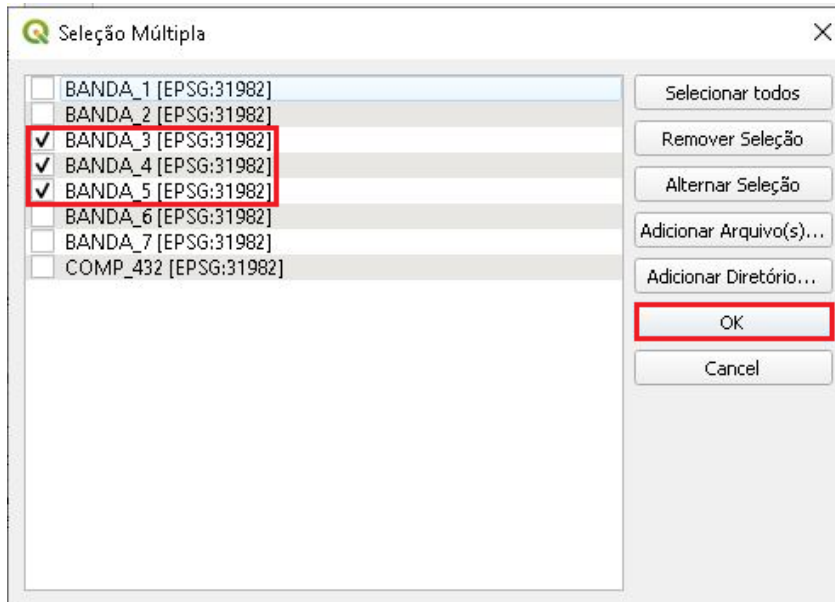 Seleção Múltipla
BANDA_1 [EPSG:31982]
BANDA_2 [EPSG:31982]
BANDA_3 [EPSG:31982]
BANDA_4 [EPSG:31982]
BANDA_5 [EPSG:31982]
BANDA_6 [EPSG:31982]
BANDA_7 [EPSG:31982]
COMP_432 [EPSG:31982]
Selecionar todos
Remover Seleção
Alternar Seleção
Adicionar Arquivo(s)...
Adicionar Diretório...
OK
Cancel